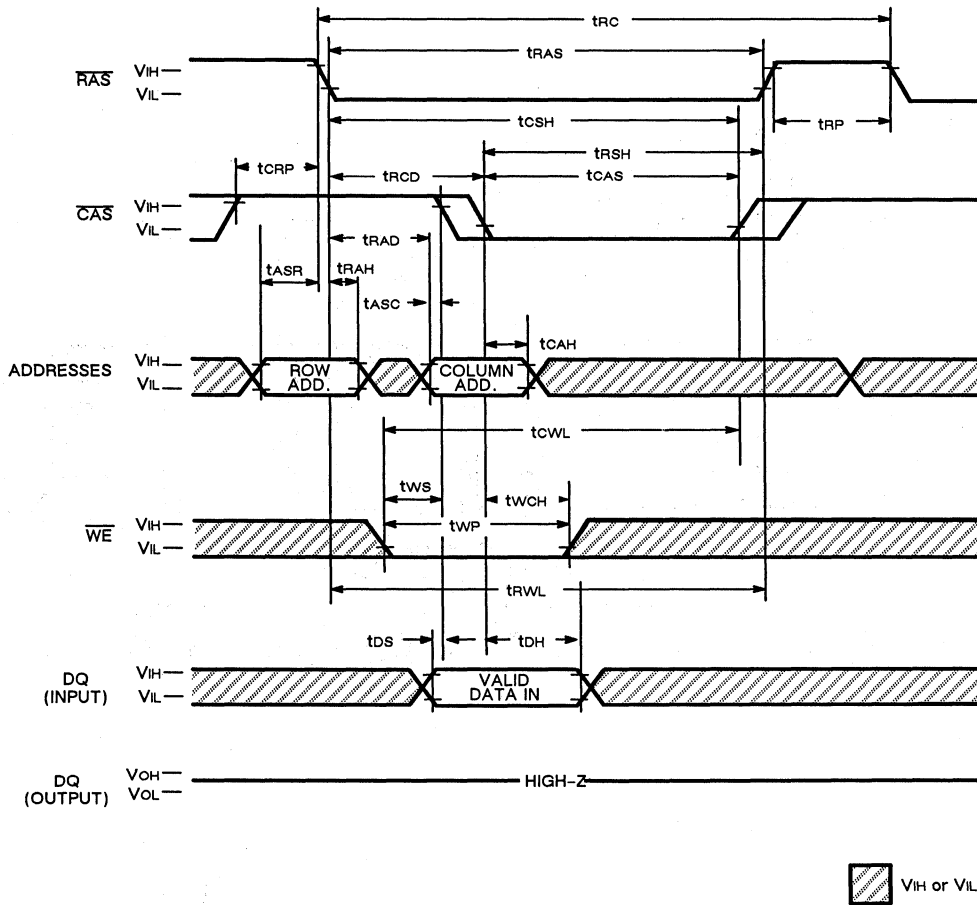 tRC
tRAS
RAS
VIH
VIL
tCSH
tRP
tRSH
tCRP
tRCD
tCAS
CAS
VIH
VIL
tRAD
tASR
tRAH
tASC
tCAH
ADDRESSES
VIH
VIL
ROW
ADD.
COLUMN
ADD.
tCWL
tWS
tWCH
WE
VIH
VIL
tWP
tRWL
tDS
tDH
DQ
(INPUT)
VIH
VIL
VALID
DATA IN
DQ
(OUTPUT)
VOH
VOL
HIGH-Z
VIH or VIL